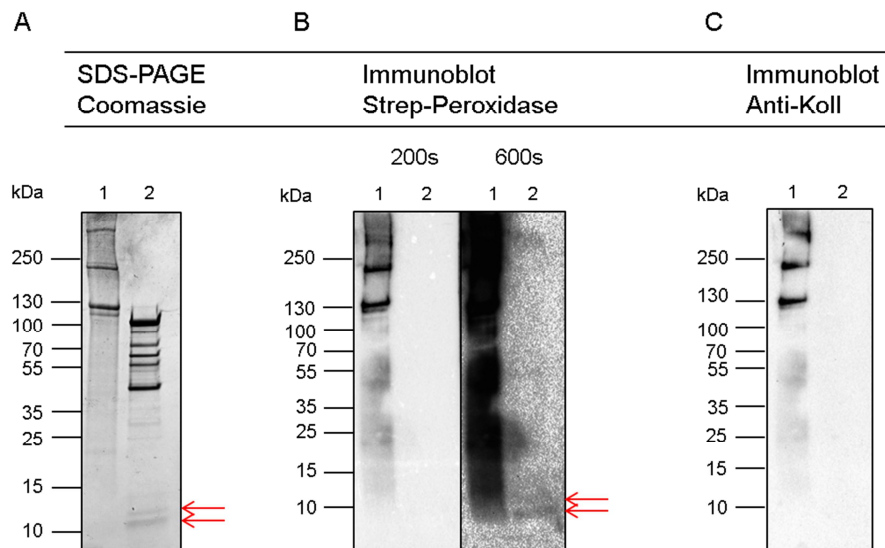 A B C
SDS-PAGE Immunoblot Immunoblot
Coomassie Strep-Peroxidase Anti-Koll
200s 600s
kDa 1 2 kDa 1 2 1 2 kDa 1 2
250 250 250
130 130 130
100 100 100
70 70 70
55 55 55
35 35 35
25 25 25
15 15 15
10 10 10